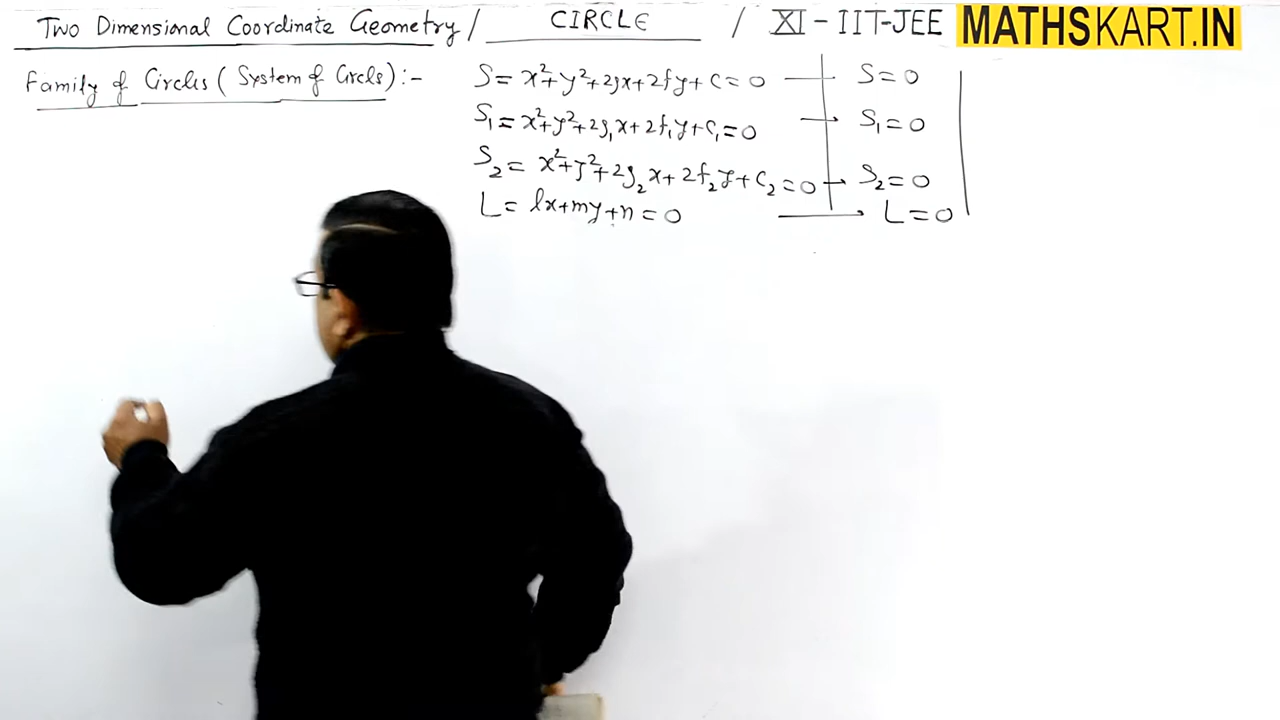 Two Dimensional Coordinate Geometry / CIRCLE / XI - IIT-JEE MATHSKART.IN
Family of Circles ( System of Circls) :-
S = x²+y²+2gx+2fy+c=0 → S=0
S₁ = x²+y²+2g₁x+2f₁y+c₁=0 → S₁=0
S₂ = x²+y²+2g₂x+2f₂y+c₂=0 → S₂=0
L = lx+my+n=0 → L=0